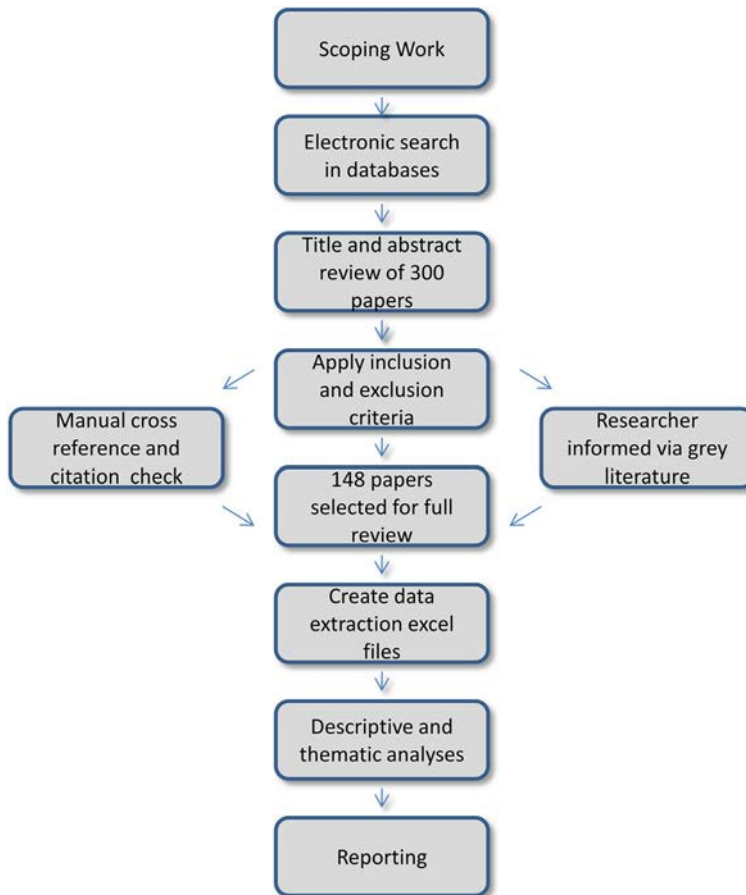 Scoping Work
Electronic search
in databases
Title and abstract
review of 300
papers
Apply inclusion
and exclusion
criteria
Manual cross
reference and
citation check
Researcher
informed via grey
literature
148 papers
selected for full
review
Create data
extraction excel
files
Descriptive and
thematic analyses
Reporting